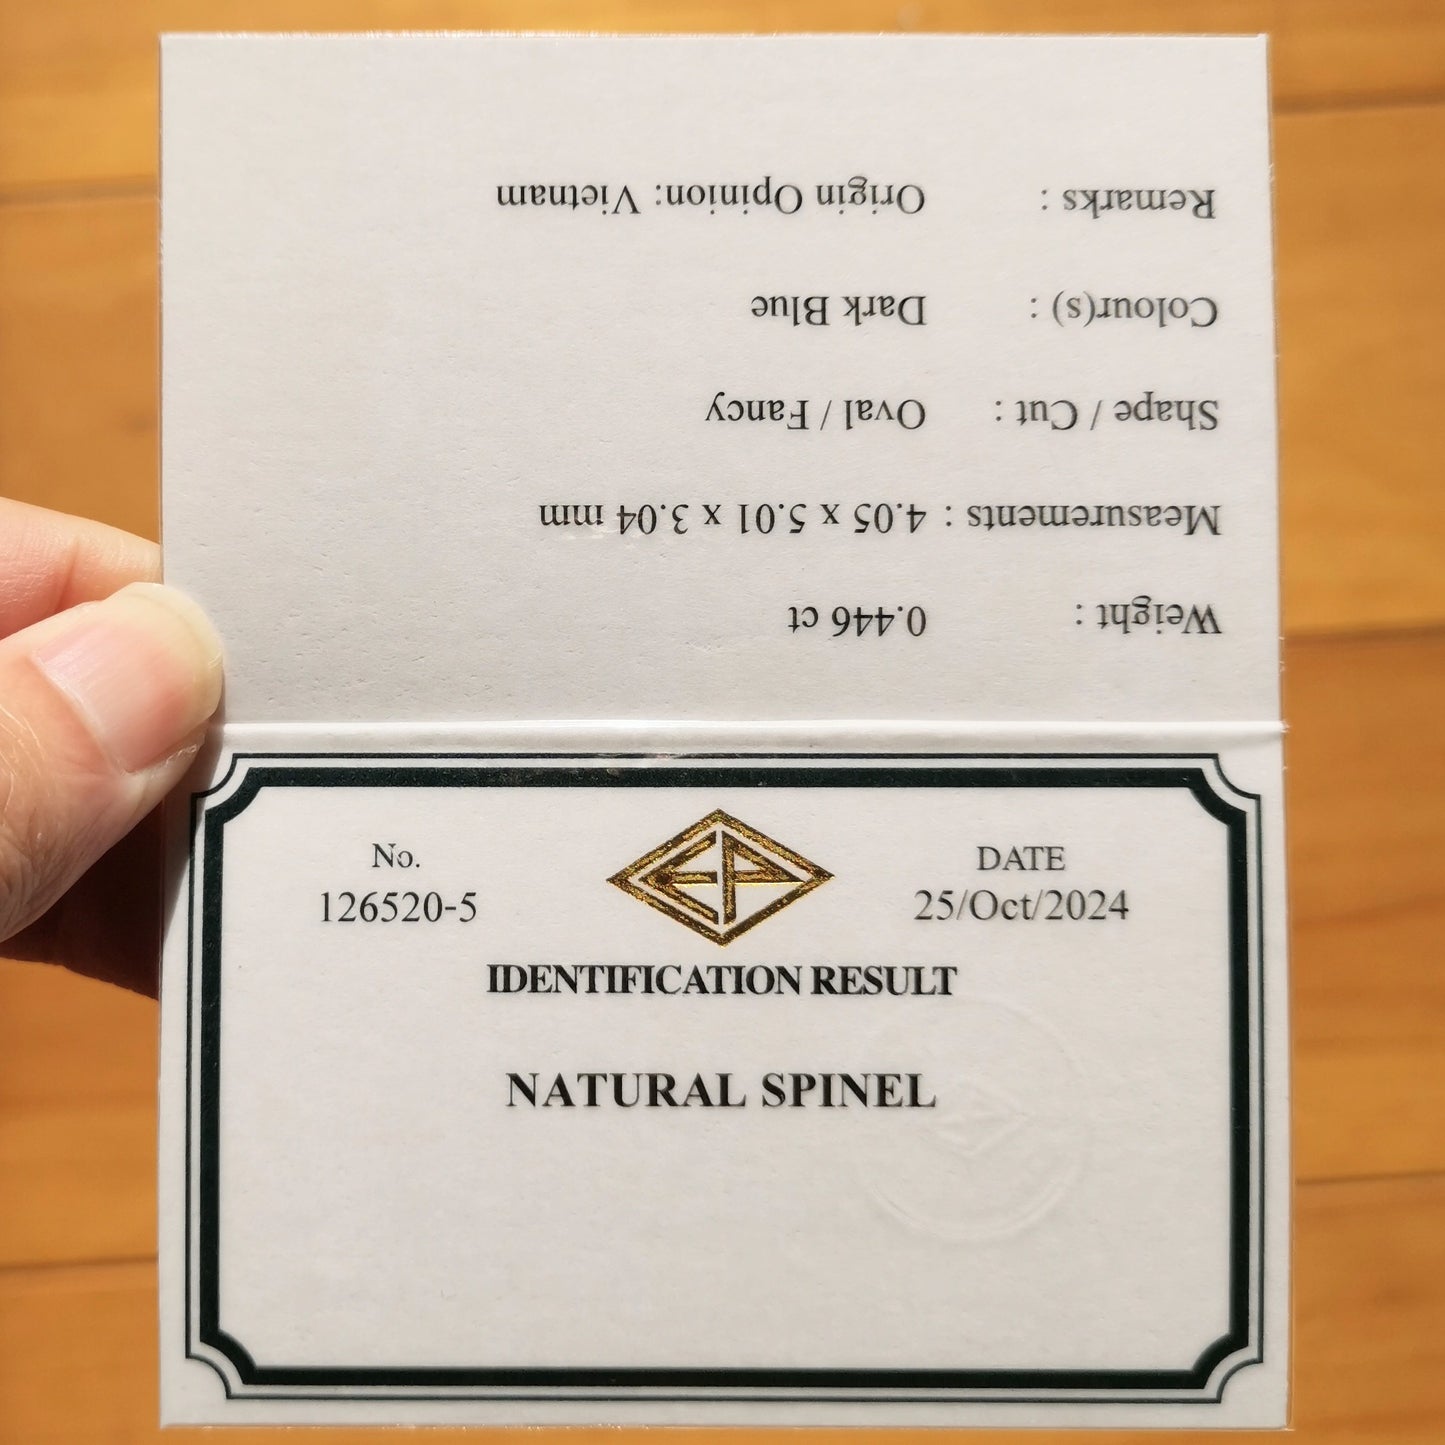 No.
126520-5
EP
DATE
25/Oct/2024
IDENTIFICATION RESULT
NATURAL SPINEL
Weight : 0.446 ct
Measurements : 4.05 x 5.01 x 3.04 mm
Shape / Cut : Oval / Fancy
Colour(s) : Dark Blue
Remarks : Origin Opinion: Vietnam